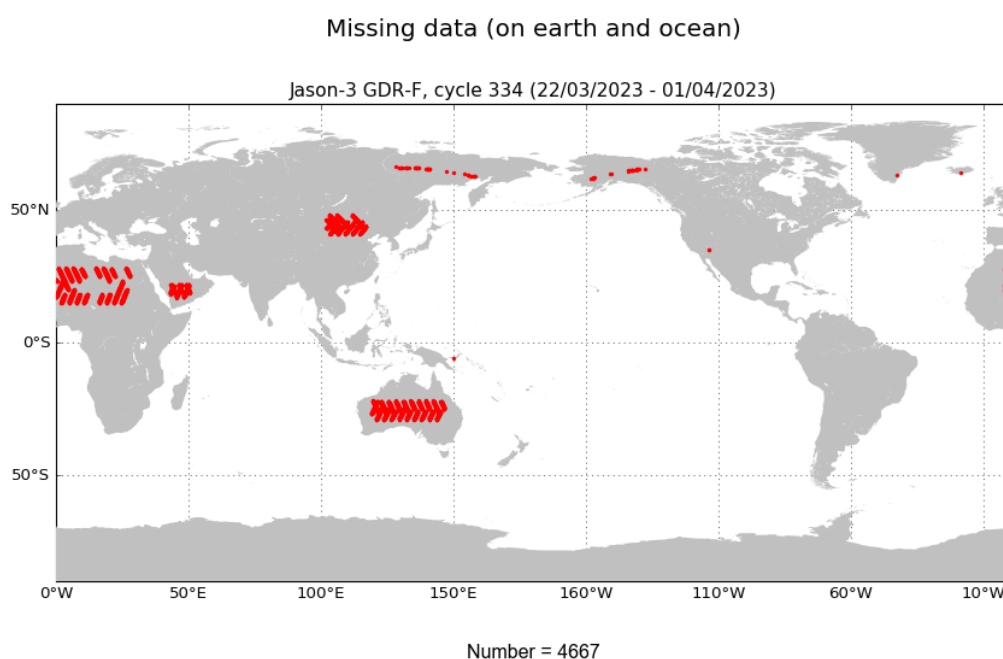 Missing data (on earth and ocean)
Jason-3 GDR-F, cycle 334 (22/03/2023 - 01/04/2023)
50°N
0°S
50°S
0°W 50°E 100°E 150°E 160°W 110°W 60°W 10°W
Number = 4667